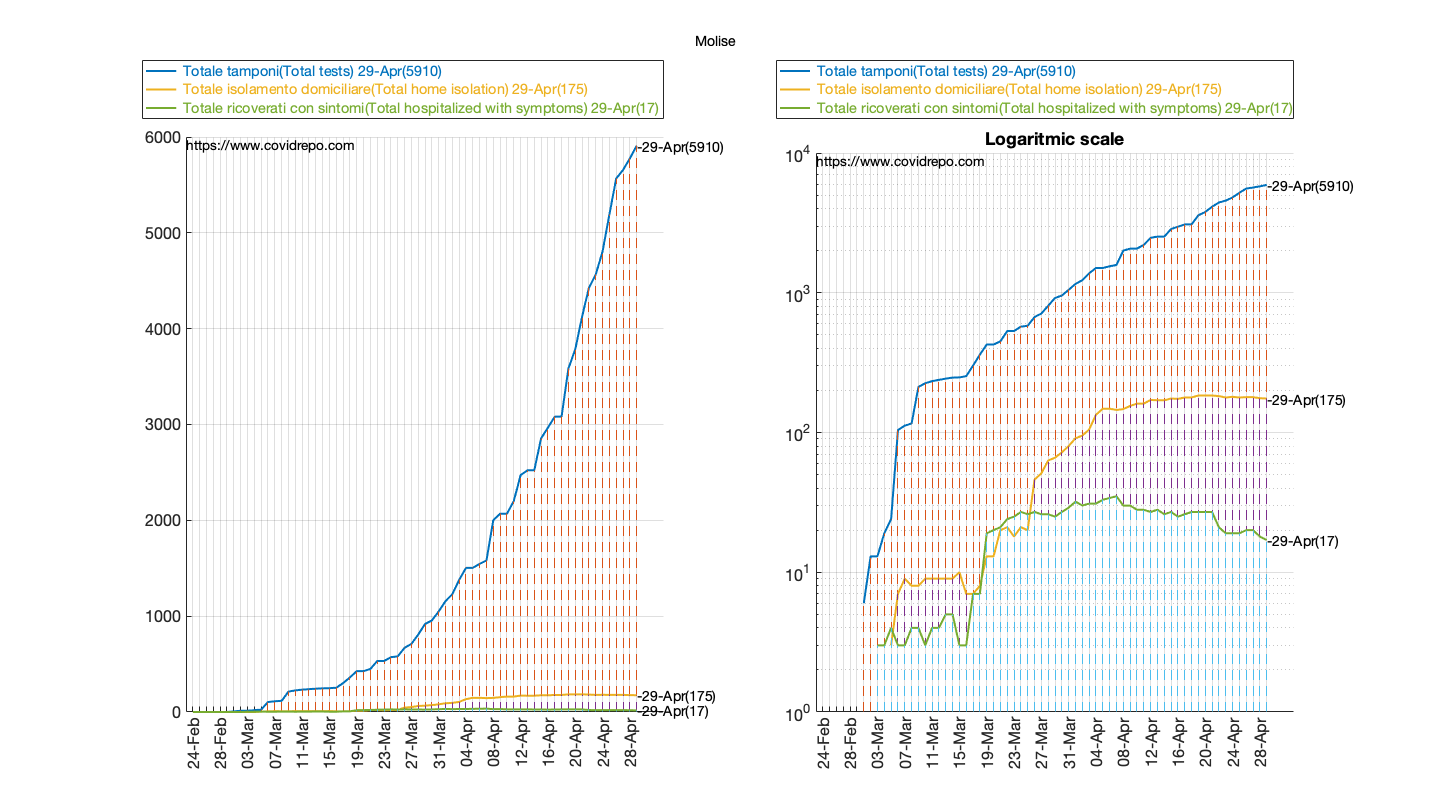 Molise
Totale tamponi(Total tests) 29-Apr(5910)
Totale isolamento domiciliare(Total home isolation) 29-Apr(175)
Totale ricoverati con sintomi(Total hospitalized with symptoms) 29-Apr(17)
6000
5000
4000
3000
2000
1000
0
https://www.covidrepo.com
-29-Apr(5910)
-29-Apr(175)
-29-Apr(17)
24-Feb
28-Feb
03-Mar
07-Mar
11-Mar
15-Mar
19-Mar
23-Mar
27-Mar
31-Mar
04-Apr
08-Apr
12-Apr
16-Apr
20-Apr
24-Apr
28-Apr
Totale tamponi(Total tests) 29-Apr(5910)
Totale isolamento domiciliare(Total home isolation) 29-Apr(175)
Totale ricoverati con sintomi(Total hospitalized with symptoms) 29-Apr(17)
Logaritmic scale
10^4
10^3
10^2
10^1
10^0
https://www.covidrepo.com
-29-Apr(5910)
-29-Apr(175)
-29-Apr(17)
24-Feb
28-Feb
03-Mar
07-Mar
11-Mar
15-Mar
19-Mar
23-Mar
27-Mar
31-Mar
04-Apr
08-Apr
12-Apr
16-Apr
20-Apr
24-Apr
28-Apr